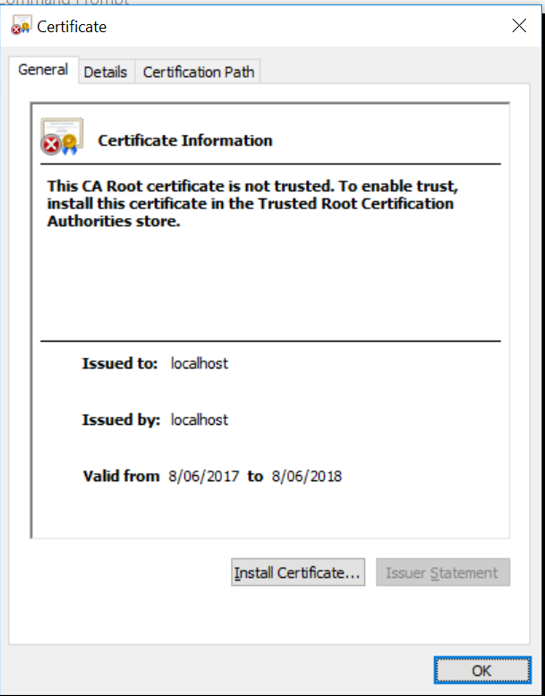 Command Prompt
Certificate
General Details Certification Path
Certificate Information
This CA Root certificate is not trusted. To enable trust,
install this certificate in the Trusted Root Certification
Authorities store.
Issued to: localhost
Issued by: localhost
Valid from 8/06/2017 to 8/06/2018
Install Certificate... Issuer Statement
OK